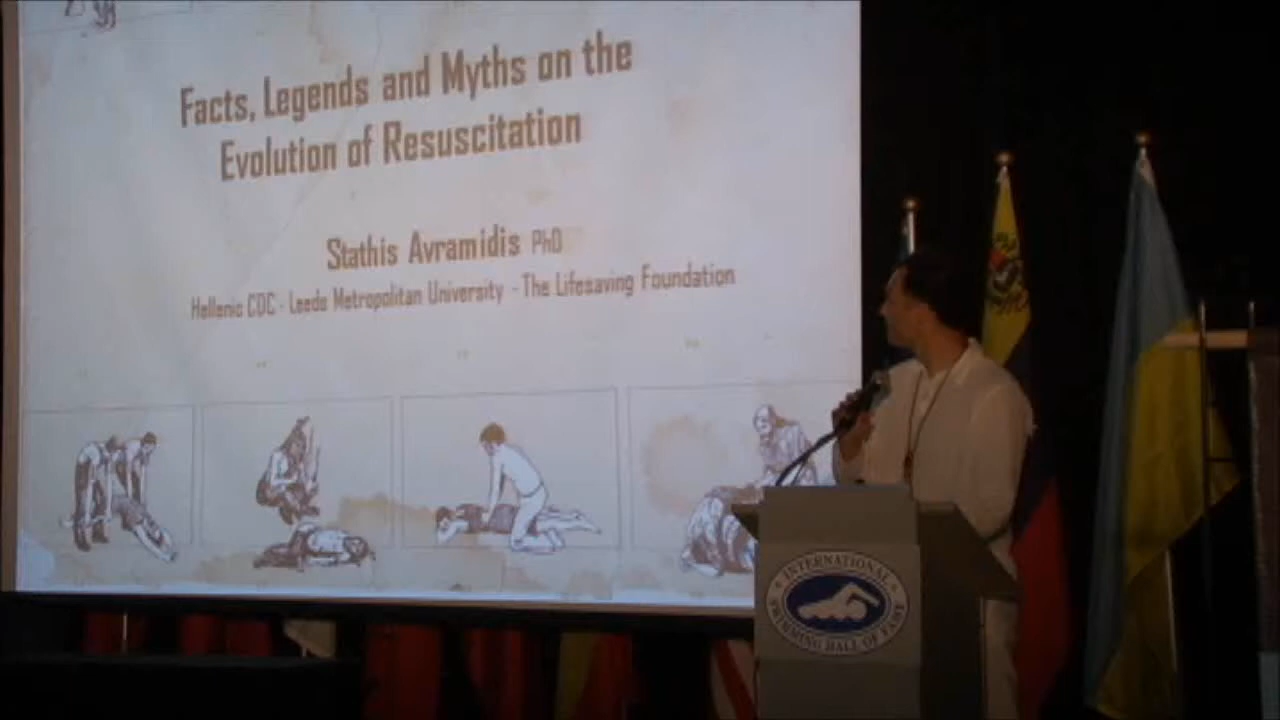 Facts, Legends and Myths on the
Evolution of Resuscitation
Stathis Avramidis PhD
Hellenic CDC - Leeds Metropolitan University - The Lifesaving Foundation
INTERNATIONAL
SWIMMING HALL OF FAME